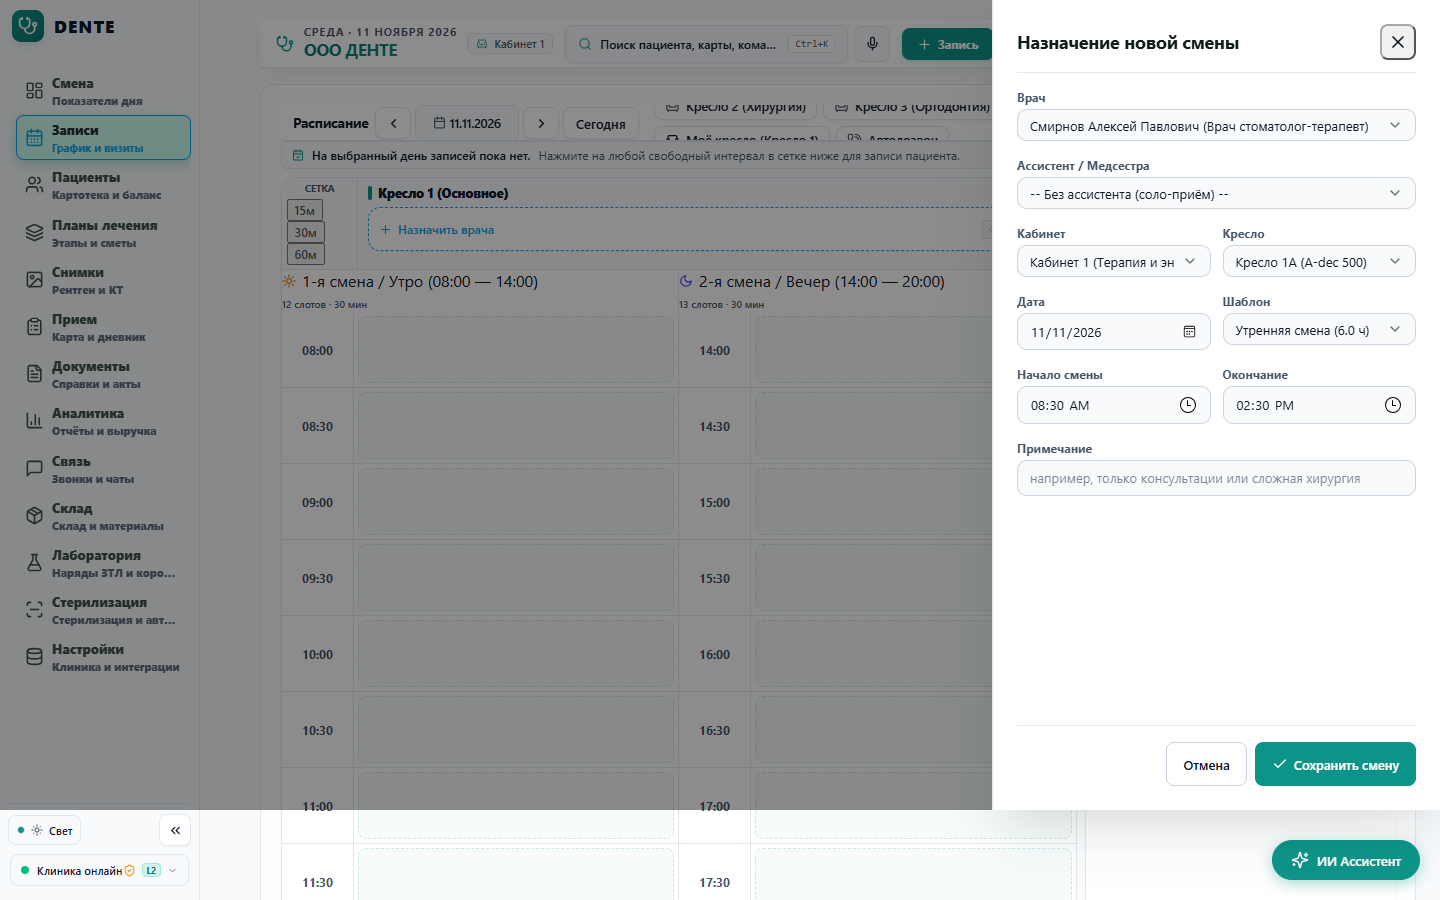 DENTE
Смена
Показатели дня
Записи
График и визиты
Пациенты
Картотека и баланс
Планы лечения
Этапы и сметы
Снимки
Рентген и КТ
Прием
Карта и дневник
Документы
Справки и акты
Аналитика
Отчёты и выручка
Связь
Звонки и чаты
Склад
Склад и материалы
Лаборатория
Наряды ЗТЛ и коро...
Стерилизация
Стерилизация и авт...
Настройки
Клиника и интеграции
Свет
Клиника онлайн L2
СРЕДА · 11 НОЯБРЯ 2026
ООО ДЕНТЕ
Кабинет 1
Поиск пациента, карты, кома... Ctrl+K
Запись
Расписание
11.11.2026
Сегодня
Кресло 2 (Хирургия)
Кресло 3 (Ортодонтия)
Моё кресло (Кресло 1)
Автосезвон
На выбранный день записей пока нет. Нажмите на любой свободный интервал в сетке ниже для записи пациента.
СЕТКА
15м
30м
60м
Кресло 1 (Основное)
Назначить врача
1-я смена / Утро (08:00 — 14:00)
12 слотов · 30 мин
2-я смена / Вечер (14:00 — 20:00)
13 слотов · 30 мин
08:00 14:00
08:30 14:30
09:00 15:00
09:30 15:30
10:00 16:00
10:30 16:30
11:00 17:00
11:30 17:30
Назначение новой смены
Врач
Смирнов Алексей Павлович (Врач стоматолог-терапевт)
Ассистент / Медсестра
-- Без ассистента (соло-приём) --
Кабинет Кресло
Кабинет 1 (Терапия и эн Кресло 1А (A-dec 500)
Дата Шаблон
11/11/2026 Утренняя смена (6.0 ч)
Начало смены Окончание
08:30 AM 02:30 PM
Примечание
например, только консультации или сложная хирургия
Отмена
Сохранить смену
ИИ Ассистент